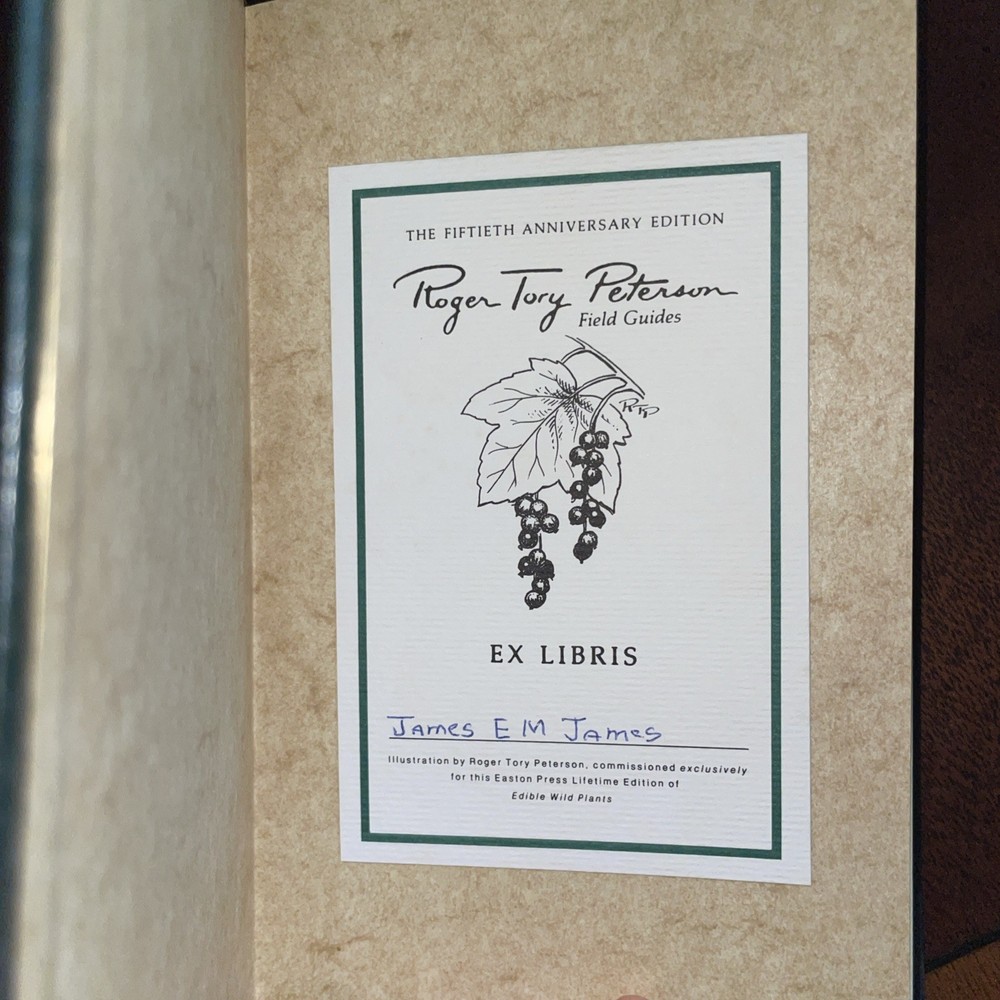 THE FIFTIETH ANNIVERSARY EDITION
Roger Tory Peterson
Field Guides
RTP
EX LIBRIS
James E M James
Illustration by Roger Tory Peterson, commissioned exclusively
for this Easton Press Lifetime Edition of
Edible Wild Plants